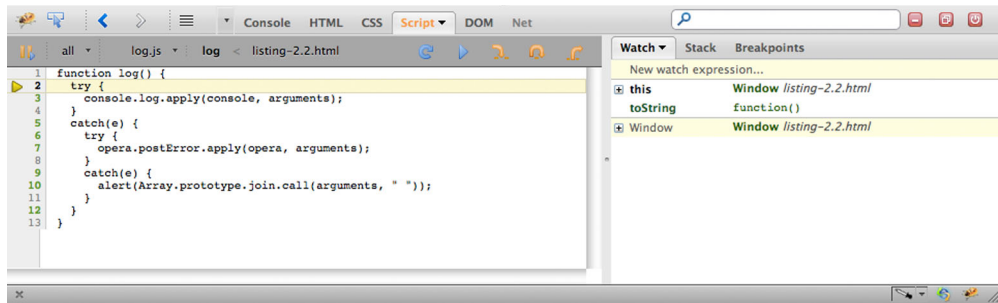 Console HTML CSS Script DOM Net
all log.js log < listing-2.2.html
Watch Stack Breakpoints
New watch expression...
this Window listing-2.2.html
toString function()
Window Window listing-2.2.html
1 function log() {
2 try {
3 console.log.apply(console, arguments);
4 }
5 catch(e) {
6 try {
7 opera.postError.apply(opera, arguments);
8 }
9 catch(e) {
10 alert(Array.prototype.join.call(arguments, " "));
11 }
12 }
13 }